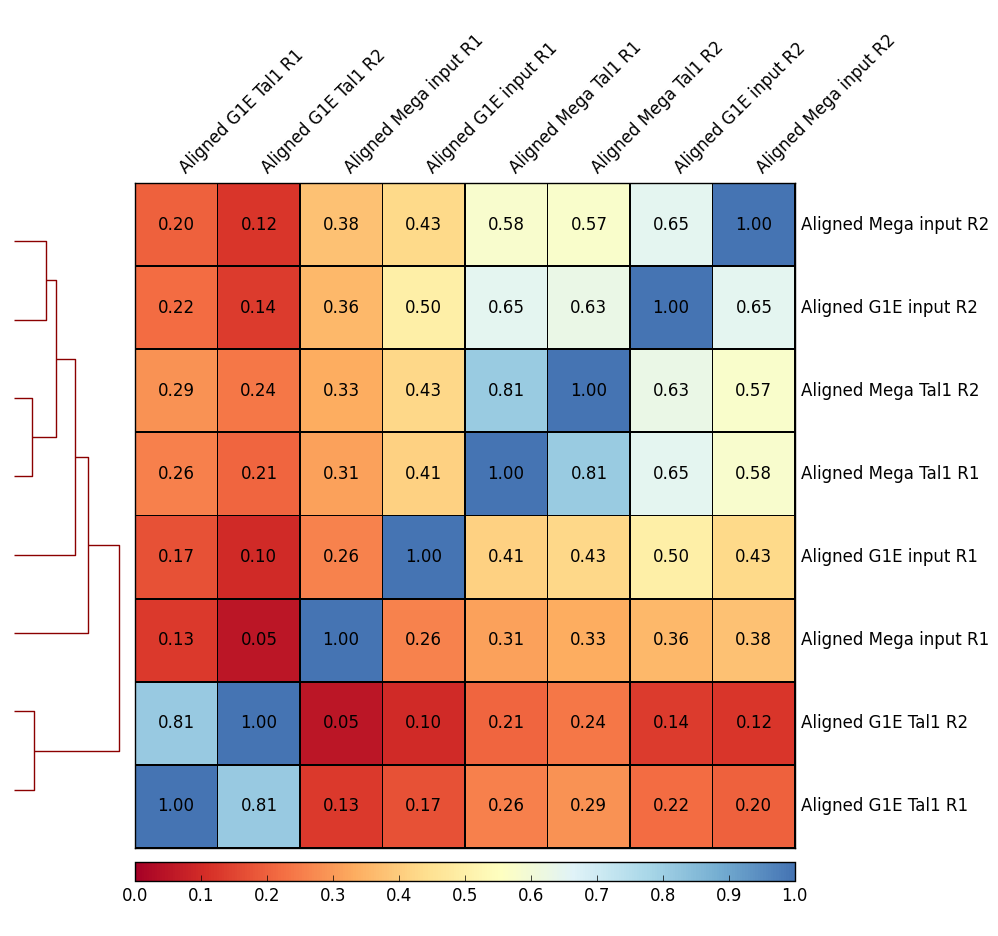 Aligned G1E Tal1 R1
Aligned G1E Tal1 R2
Aligned Mega input R1
Aligned G1E input R1
Aligned Mega Tal1 R1
Aligned Mega Tal1 R2
Aligned G1E input R2
Aligned Mega input R2
0.20 0.12 0.38 0.43 0.58 0.57 0.65 1.00 Aligned Mega input R2
0.22 0.14 0.36 0.50 0.65 0.63 1.00 0.65 Aligned G1E input R2
0.29 0.24 0.33 0.43 0.81 1.00 0.63 0.57 Aligned Mega Tal1 R2
0.26 0.21 0.31 0.41 1.00 0.81 0.65 0.58 Aligned Mega Tal1 R1
0.17 0.10 0.26 1.00 0.41 0.43 0.50 0.43 Aligned G1E input R1
0.13 0.05 1.00 0.26 0.31 0.33 0.36 0.38 Aligned Mega input R1
0.81 1.00 0.05 0.10 0.21 0.24 0.14 0.12 Aligned G1E Tal1 R2
1.00 0.81 0.13 0.17 0.26 0.29 0.22 0.20 Aligned G1E Tal1 R1
0.0 0.1 0.2 0.3 0.4 0.5 0.6 0.7 0.8 0.9 1.0